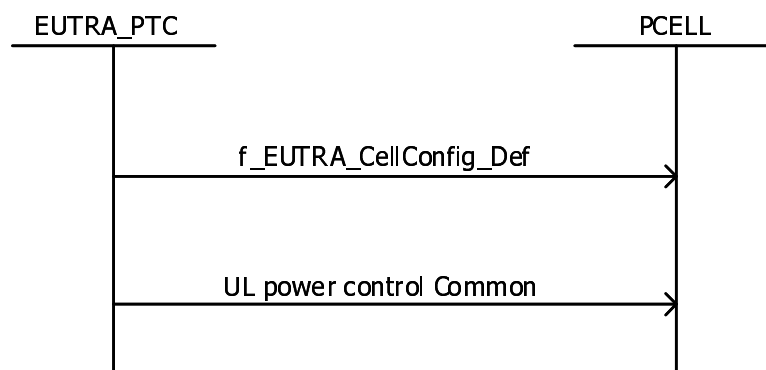 EUTRA_PTC
PCELL
f_EUTRA_CellConfig_Def
UL power control Common